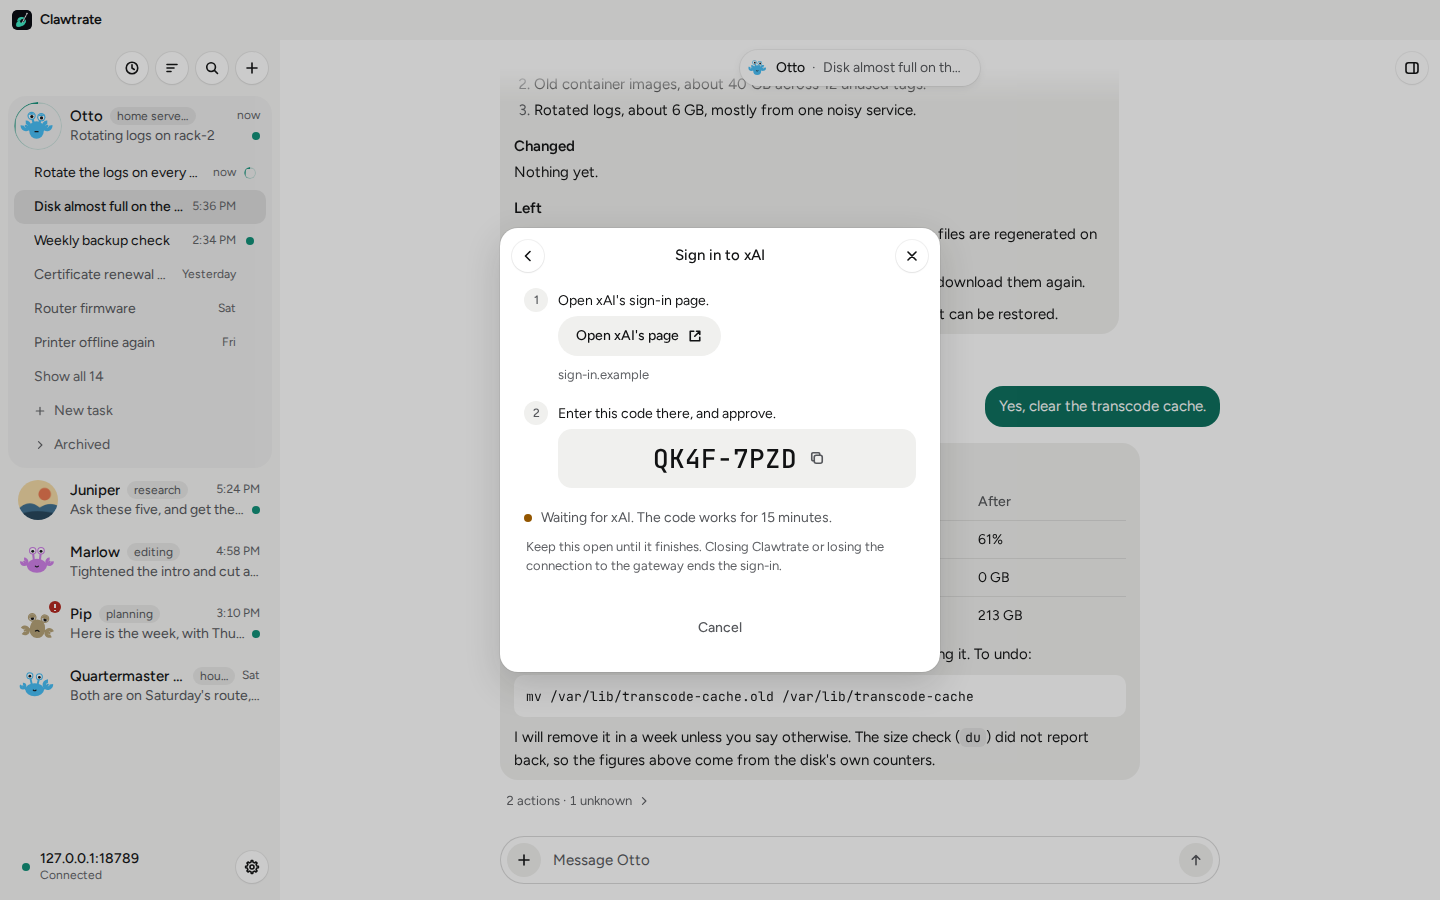 Clawtrate
Otto home serve... now
Rotating logs on rack-2
Rotate the logs on every ... now
Disk almost full on the ... 5:36 PM
Weekly backup check 2:34 PM
Certificate renewal ... Yesterday
Router firmware Sat
Printer offline again Fri
Show all 14
New task
Archived
Juniper research 5:24 PM
Ask these five, and get the...
Marlow editing 4:58 PM
Tightened the intro and cut a...
Pip planning 3:10 PM
Here is the week, with Thu...
Quartermaster ... hou... Sat
Both are on Saturday's route,...
127.0.0.1:18789
Connected
Otto · Disk almost full on th...
2. Old container images, about 40 GB across 12 unused tags.
3. Rotated logs, about 6 GB, mostly from one noisy service.
Changed
Nothing yet.
Left
files are regenerated on
download them again.
t can be restored.
Yes, clear the transcode cache.
After
61%
0 GB
213 GB
ng it. To undo:
mv /var/lib/transcode-cache.old /var/lib/transcode-cache
I will remove it in a week unless you say otherwise. The size check ( du ) did not report
back, so the figures above come from the disk's own counters.
2 actions · 1 unknown
Message Otto
Sign in to xAI
1 Open xAI's sign-in page.
Open xAI's page
sign-in.example
2 Enter this code there, and approve.
QK4F-7PZD
Waiting for xAI. The code works for 15 minutes.
Keep this open until it finishes. Closing Clawtrate or losing the
connection to the gateway ends the sign-in.
Cancel